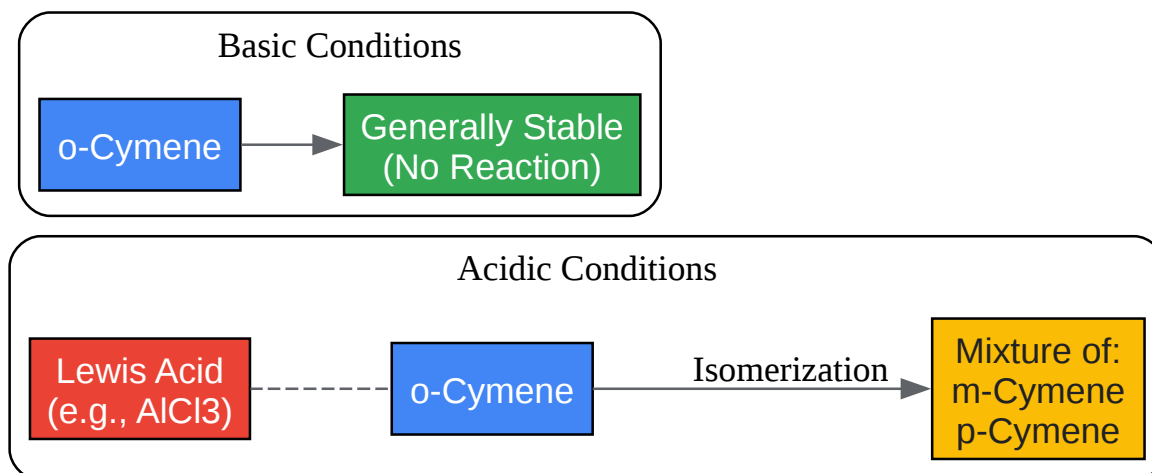 Basic Conditions
o-Cymene
Generally Stable
(No Reaction)
Acidic Conditions
Lewis Acid
(e.g., AlCl3)
o-Cymene
Isomerization
Mixture of:
m-Cymene
p-Cymene